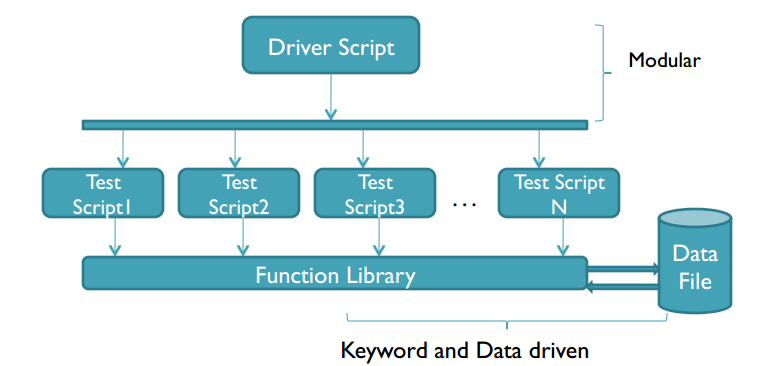 Driver Script
Modular
Test
Script1
Test
Script2
Test
Script3
...
Test Script
N
Function Library
Data
File
Keyword and Data driven